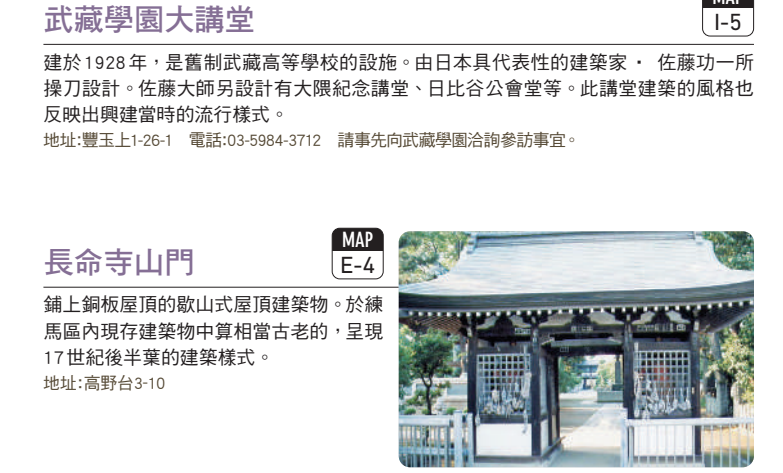 武藏學園大講堂
MAP
I-5
建於1928年，是舊制武藏高等學校的設施。由日本具代表性的建築家・ 佐藤功一所
操刀設計。佐藤大師另設計有大隈紀念講堂、日比谷公會堂等。此講堂建築的風格也
反映出興建當時的流行樣式。
地址:豐玉上1-26-1　電話:03-5984-3712　請事先向武藏學園洽詢參訪事宜。
長命寺山門
MAP
E-4
鋪上銅板屋頂的歇山式屋頂建築物。於練
馬區內現存建築物中算相當古老的，呈現
17世紀後半葉的建築樣式。
地址:高野台3-10